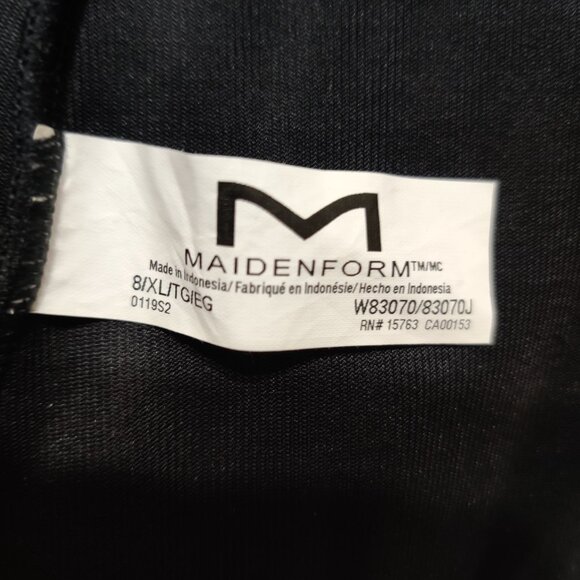 M
MAIDENFORM™/MC
Made in Indonesia/ Fabriqué en Indonésie/ Hecho en Indonesia
8/XL/TG/EG W83070/83070J
0119S2 RN# 15763 CA00153